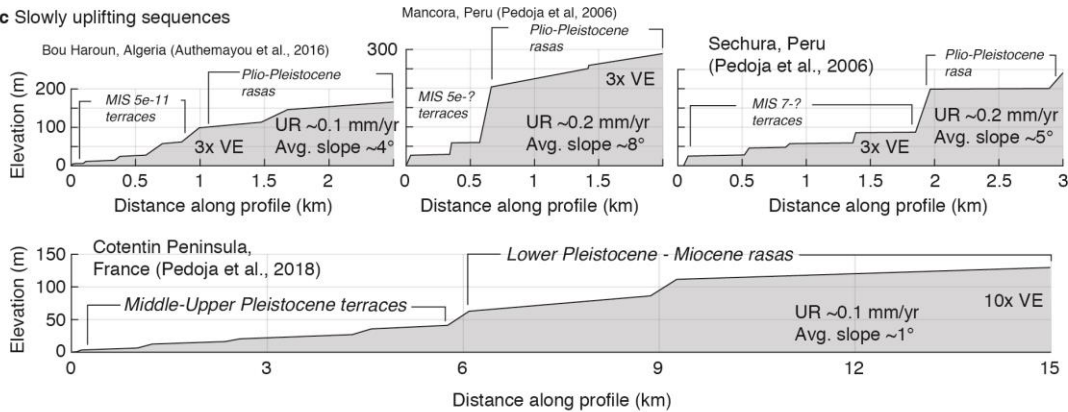 c Slowly uplifting sequences
Bou Haroun, Algeria (Authemayou et al., 2016)
Elevation (m)
200
100
0
MIS 5e-11
terraces
Plio-Pleistocene
rasas
3x VE
UR ~0.1 mm/yr
Avg. slope ~4°
0
0.5
1
1.5
2
Distance along profile (km)
Mancora, Peru (Pedoja et al, 2006)
300
0
MIS 5e-?
terraces
Plio-Pleistocene
rasas
3x VE
UR ~0.2 mm/yr
Avg. slope ~8°
0
0.5
1
1.5
Distance along profile (km)
Sechura, Peru
(Pedoja et al., 2006)
MIS 7-?
terraces
Plio-Pleistocene
rasa
3x VE
UR ~0.2 mm/yr
Avg. slope ~5°
0
0.5
1
1.5
2
2.5
3
Distance along profile (km)
Cotentin Peninsula,
France (Pedoja et al., 2018)
Elevation (m)
150
100
50
0
Middle-Upper Pleistocene terraces
Lower Pleistocene - Miocene rasas
10x VE
UR ~0.1 mm/yr
Avg. slope ~1°
0
3
6
9
12
15
Distance along profile (km)